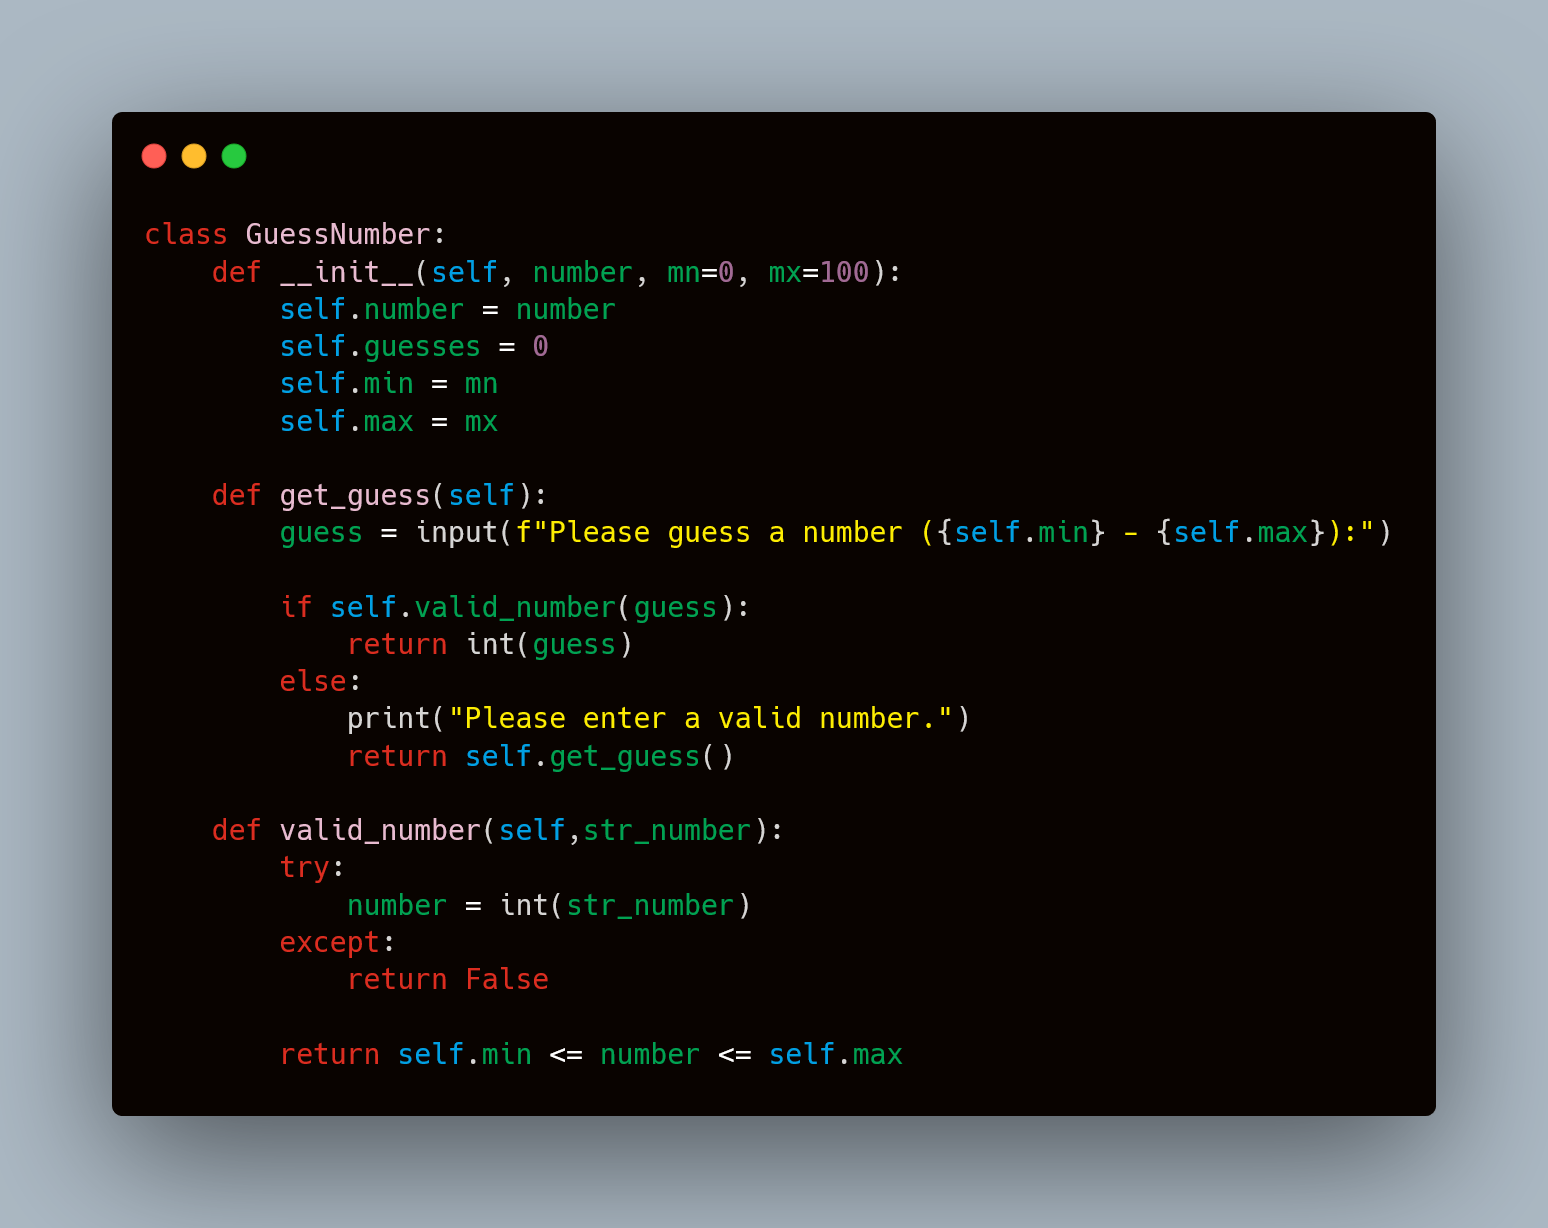 class GuessNumber:
    def __init__(self, number, mn=0, mx=100):
        self.number = number
        self.guesses = 0
        self.min = mn
        self.max = mx

    def get_guess(self):
        guess = input(f"Please guess a number ({self.min} - {self.max}):")

        if self.valid_number(guess):
            return int(guess)
        else:
            print("Please enter a valid number.")
            return self.get_guess()

    def valid_number(self,str_number):
        try:
            number = int(str_number)
        except:
            return False

        return self.min <= number <= self.max